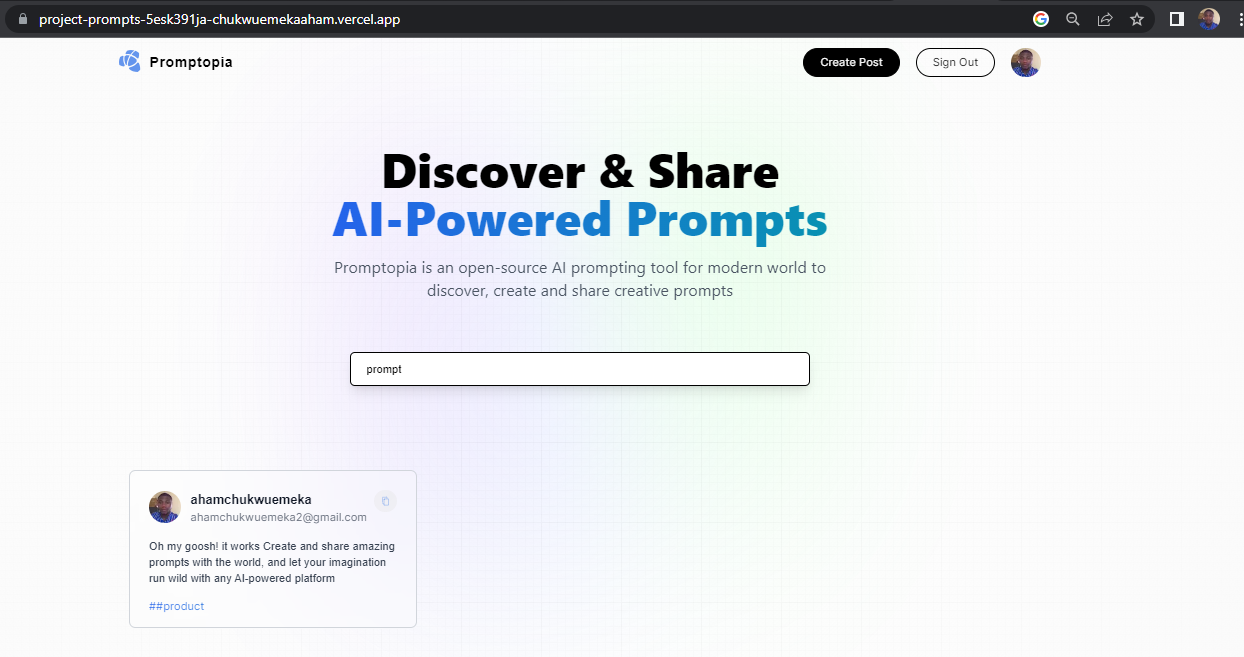 project-prompts-5esk391ja-chukwuemekaaham.vercel.app
Promptopia
Create Post
Sign Out
Discover & Share
AI-Powered Prompts
Promptopia is an open-source AI prompting tool for modern world to
discover, create and share creative prompts
prompt
ahamchukwuemeka
ahamchukwuemeka2@gmail.com
Oh my goosh! it works Create and share amazing
prompts with the world, and let your imagination
run wild with any AI-powered platform
##product